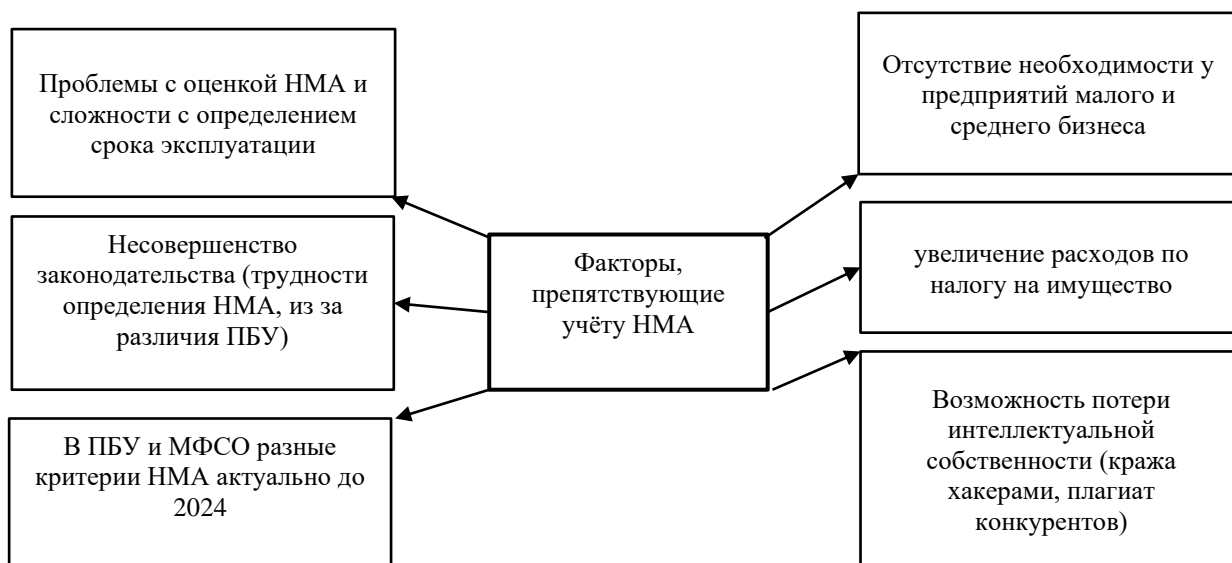 Проблемы с оценкой НМА и
сложности с определением
срока эксплуатации
Несовершенство
законодательства (трудности
определения НМА, из за
различия ПБУ)
В ПБУ и МФСО разные
критерии НМА актуально до
2024
Факторы,
препятствующие
учёту НМА
Отсутствие необходимости у
предприятий малого и
среднего бизнеса
увеличение расходов по
налогу на имущество
Возможность потери
интеллектуальной
собственности (кража
хакерами, плагиат
конкурентов)